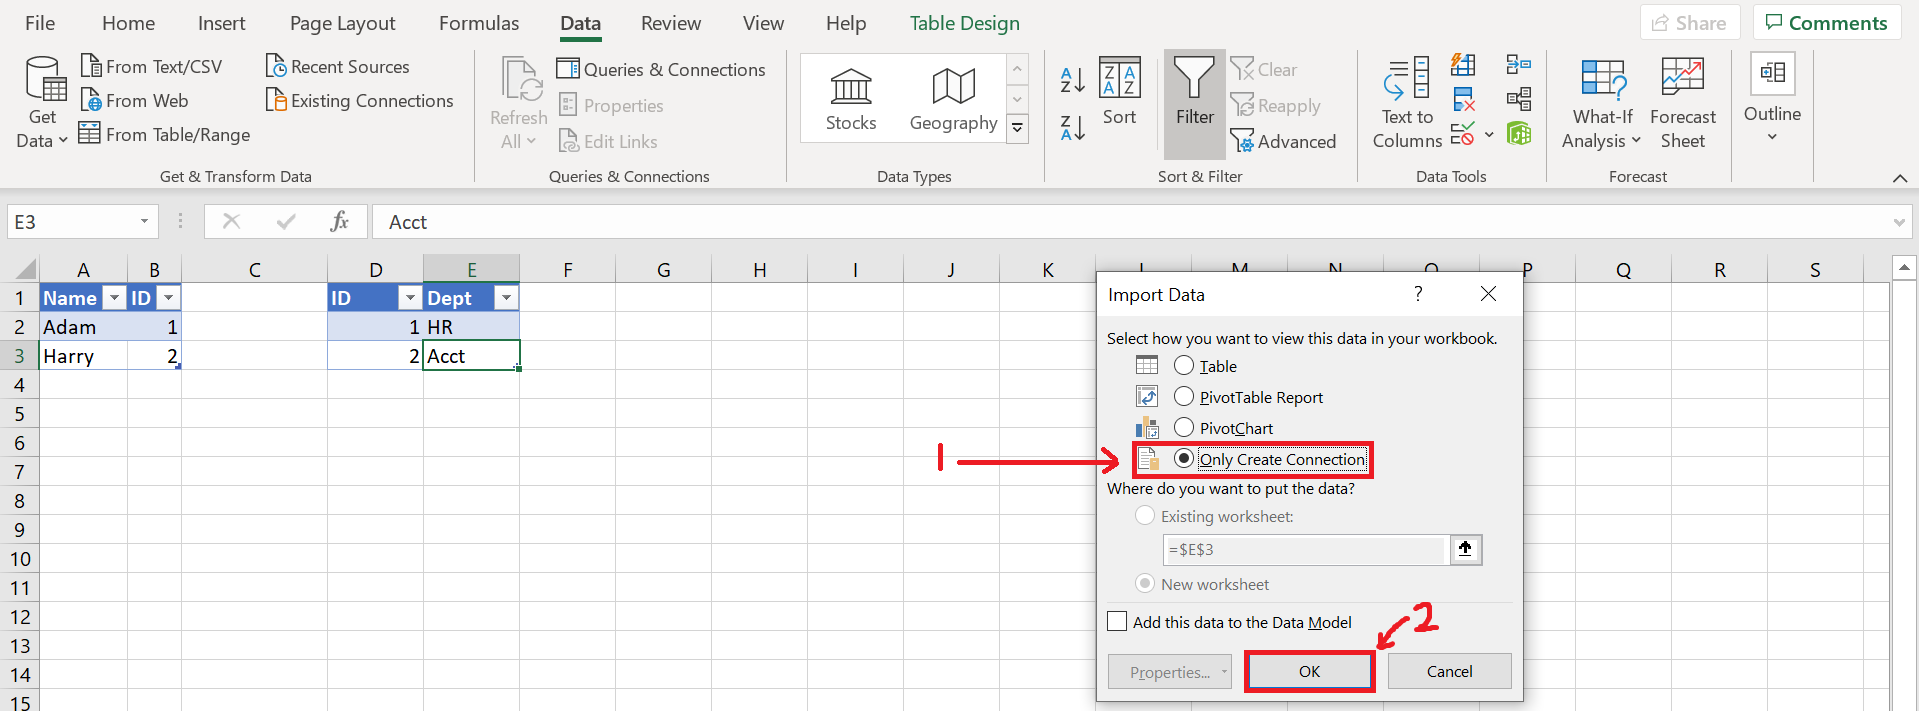 File Home Insert Page Layout Formulas Data Review View Help Table Design Share Comments
Get Data
From Text/CSV
From Web
From Table/Range
Recent Sources
Existing Connections
Get & Transform Data
Refresh All
Queries & Connections
Properties
Edit Links
Queries & Connections
Stocks
Geography
Data Types
A Z
Z A
Z A A Z
Sort
Filter
Clear
Reapply
Advanced
Sort & Filter
Text to Columns
Data Tools
What-If Analysis
Forecast Sheet
Forecast
Outline
E3 fx Acct
A B C D E F G H I J K L M N O P Q R S
1 Name ID ID Dept
2 Adam 1 1 HR
3 Harry 2 2 Acct
4
5
6
7
8
9
10
11
12
13
14
15
Import Data ?
Select how you want to view this data in your workbook.
Table
PivotTable Report
PivotChart
1
Only Create Connection
Where do you want to put the data?
Existing worksheet:
=$E$3
New worksheet
Add this data to the Data Model
2
Properties... OK Cancel